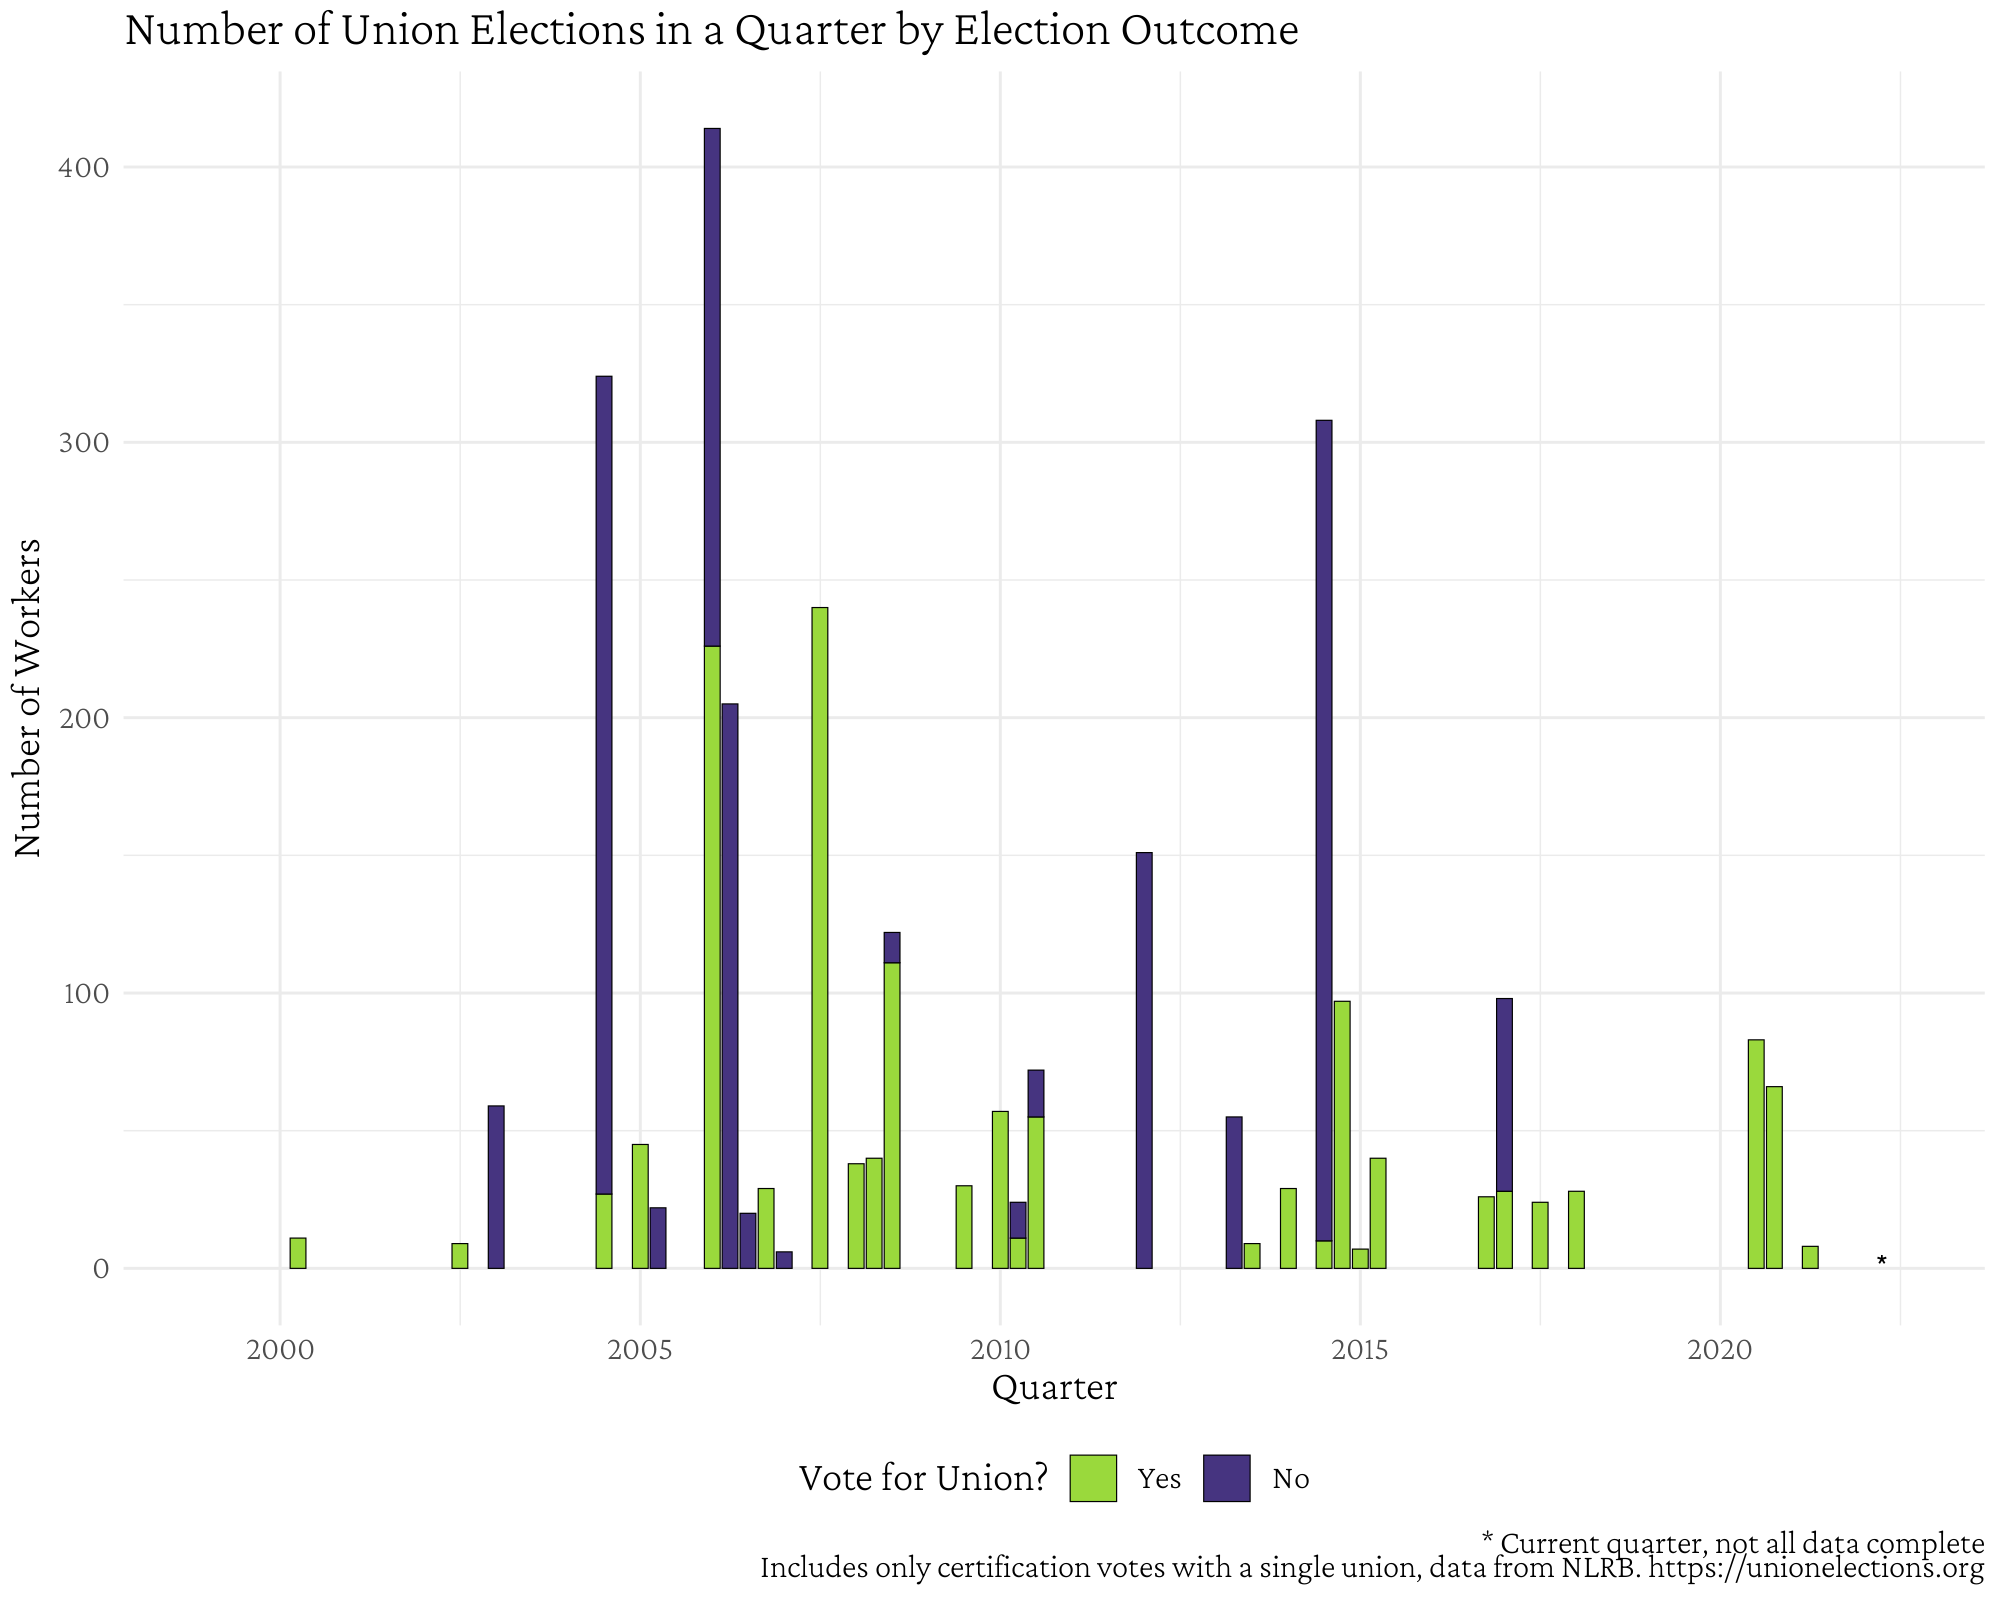 Number of Union Elections in a Quarter by Election Outcome
Number of Workers
400
300
200
100
0
*
2000 2005 2010 2015 2020
Quarter
Vote for Union? Yes No
* Current quarter, not all data complete
Includes only certification votes with a single union, data from NLRB. https://unionelections.org